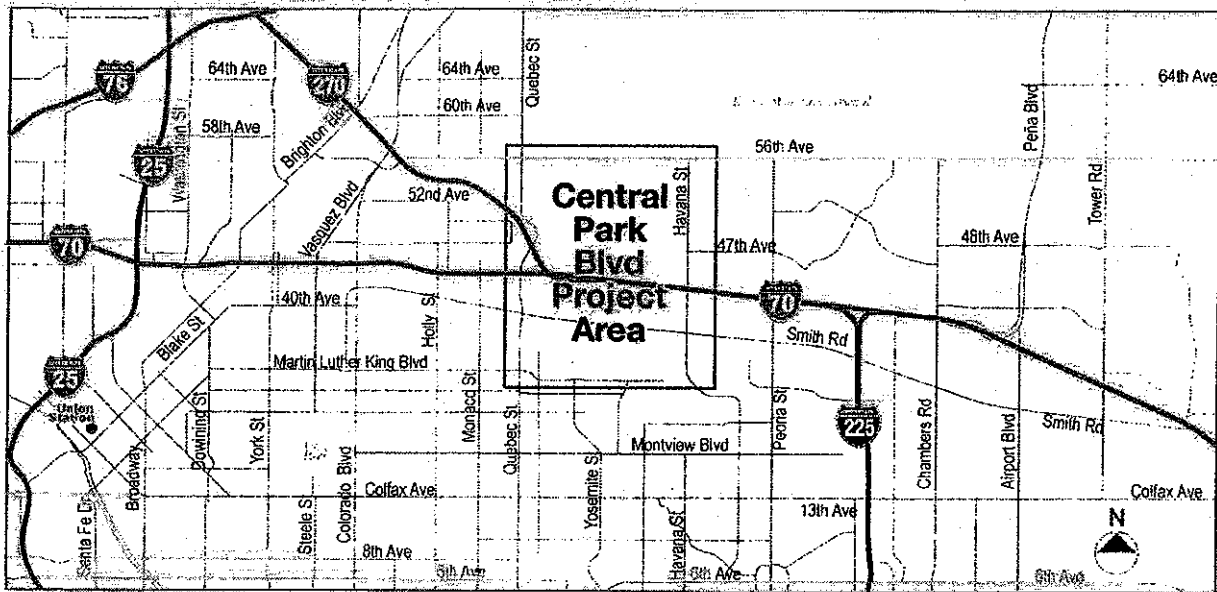 64th Ave
64th Ave
64th Ave
76
270
Quebec St
Peña Blvd
60th Ave
58th Ave
Washington St
Brighton Blvd
56th Ave
25
52nd Ave
Vasquez Blvd
Central
Park
Blvd
Project
Area
Havana St
Tower Rd
47th Ave
48th Ave
70
70
40th Ave
Holly St
Blake St
Smith Rd
Martin Luther King Blvd
25
Union
Station
Downing St
York St
Monaco St
Quebec St
Peoria St
225
Chambers Rd
Airport Blvd
Smith Rd
Broadway
Colorado Blvd
Montview Blvd
Colfax Ave
Yosemite St
Colfax Ave
Santa Fe Dr
Steele St
Havana St
13th Ave
N
8th Ave
6th Ave
6th Ave
6th Ave